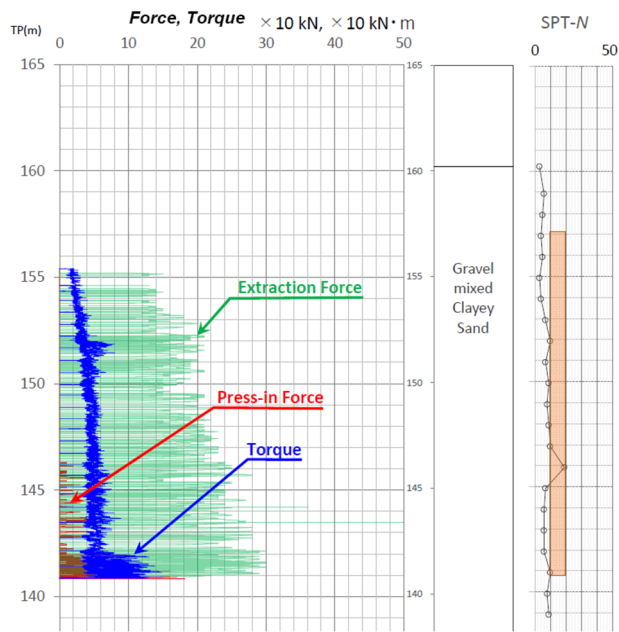 Force, Torque × 10 kN, × 10 kN· m
SPT-N
TP(m)
0 10 20 30 40 50
0 50
165
160
155
150
145
140
165
160
155
150
145
140
Extraction Force
Press-in Force
Torque
Gravel
mixed
Clayey
Sand